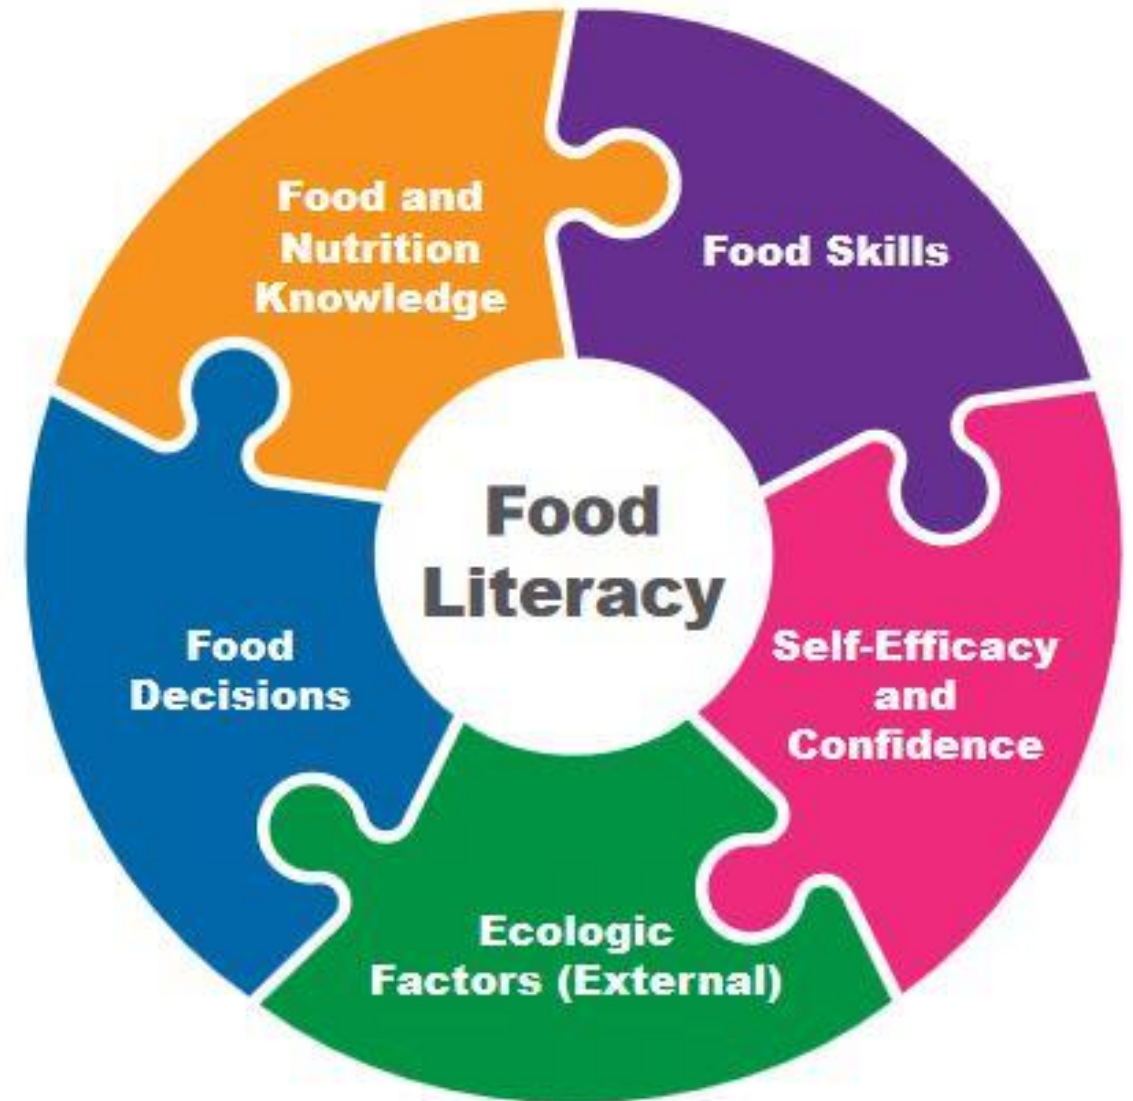 Food and
Nutrition
Knowledge
Food Skills
Food
Literacy
Self-Efficacy
and
Confidence
Food
Decisions
Ecologic
Factors (External)